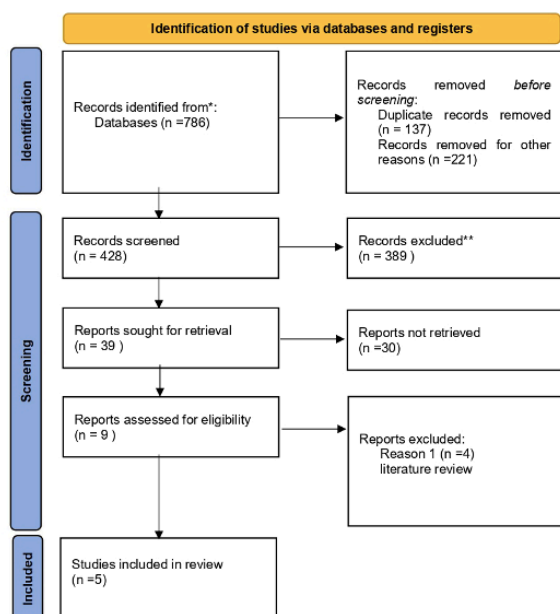 Identification of studies via databases and registers
Identification
Records identified from*:
Databases (n =786)
Records removed before
screening:
Duplicate records removed
(n = 137)
Records removed for other
reasons (n =221)
Screening
Records screened
(n = 428)
Records excluded**
(n = 389 )
Reports sought for retrieval
(n = 39 )
Reports not retrieved
(n =30)
Reports assessed for eligibility
(n = 9 )
Reports excluded:
Reason 1 (n =4)
literature review
Included
Studies included in review
(n =5)